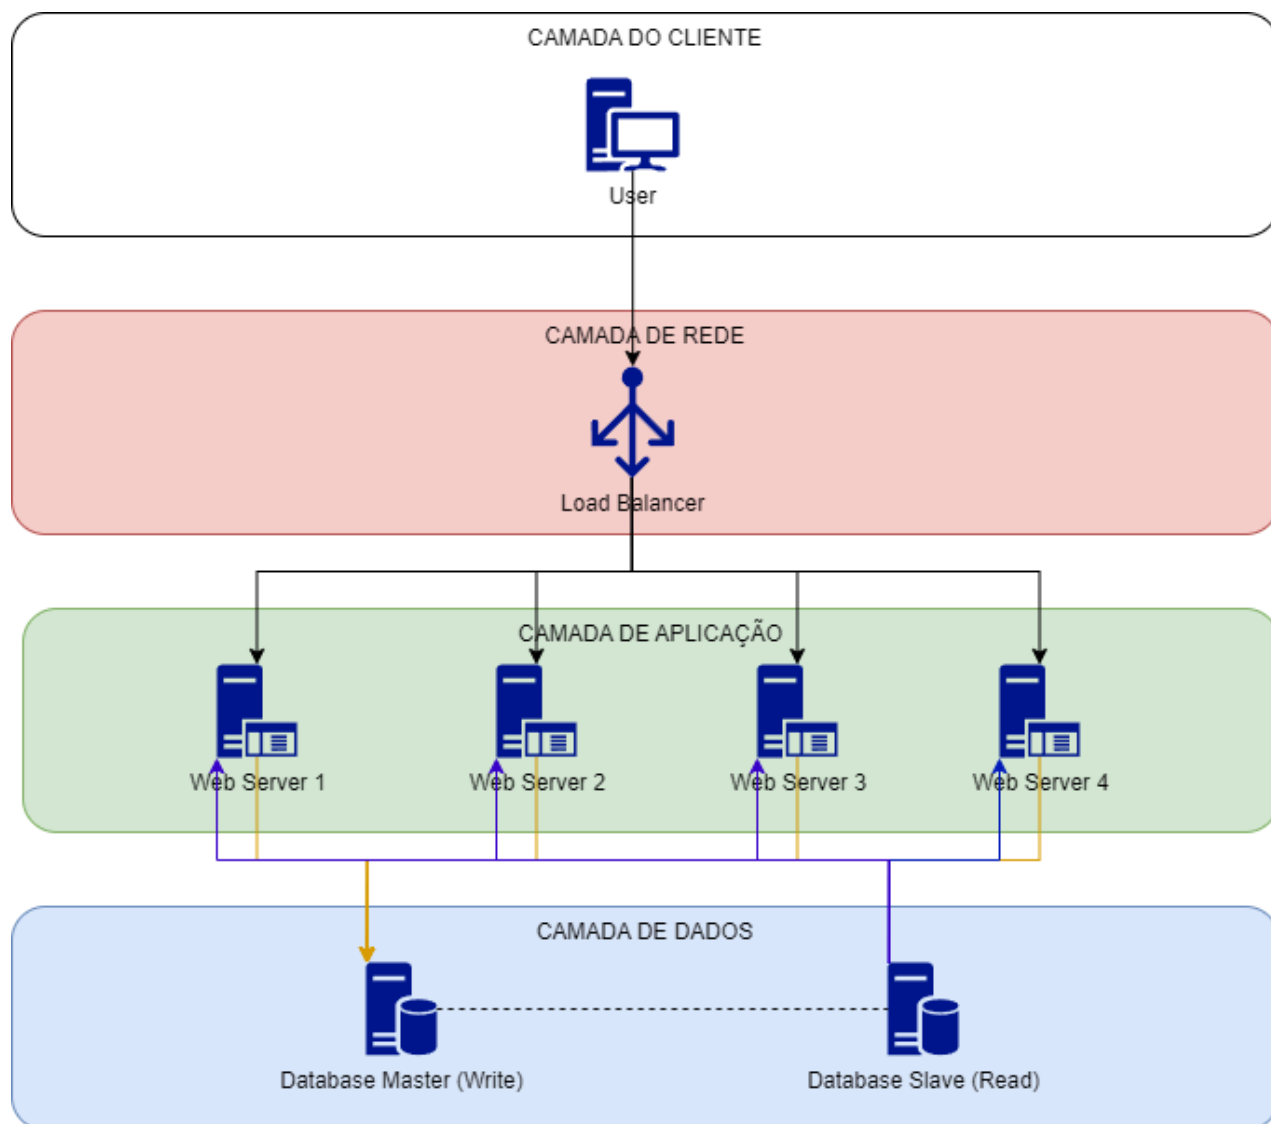 CAMADA DO CLIENTE
User
CAMADA DE REDE
Load Balancer
CAMADA DE APLICAÇÃO
Web Server 1
Web Server 2
Web Server 3
Web Server 4
CAMADA DE DADOS
Database Master (Write)
Database Slave (Read)